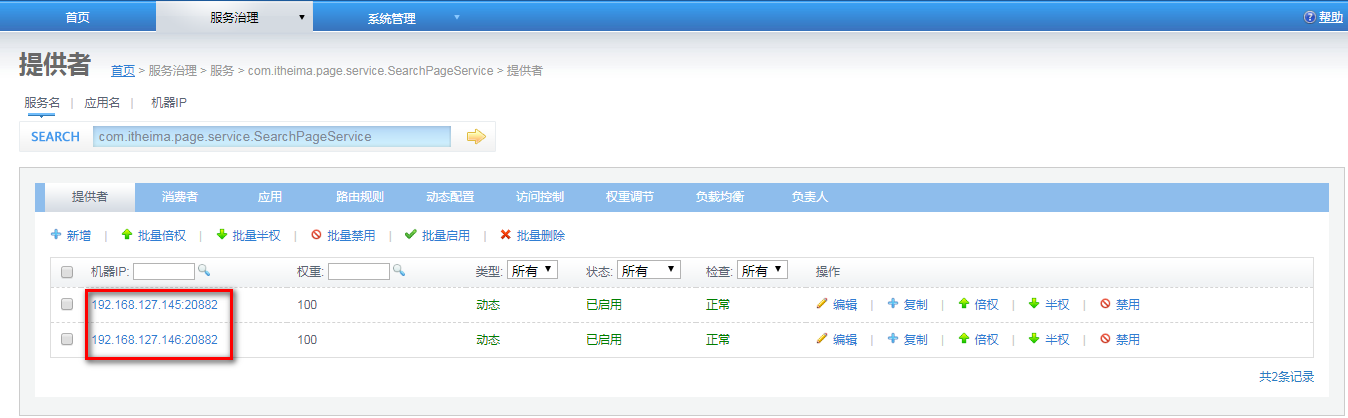 首页 服务治理 系统管理 帮助
提供者 首页 > 服务治理 > 服务 > com.itheima.page.service.SearchPageService > 提供者
服务名 | 应用名 | 机器IP
SEARCH com.itheima.page.service.SearchPageService
提供者 消费者 应用 路由规则 动态配置 访问控制 权重调节 负载均衡 负责人
新增 | 批量倍权 | 批量半权 | 批量禁用 | 批量启用 | 批量删除
机器IP: 权重: 类型: 所有 状态: 所有 检查: 所有 操作
192.168.127.145:20882 100 动态 已启用 正常 编辑 | 复制 | 倍权 | 半权 | 禁用
192.168.127.146:20882 100 动态 已启用 正常 编辑 | 复制 | 倍权 | 半权 | 禁用
共2条记录